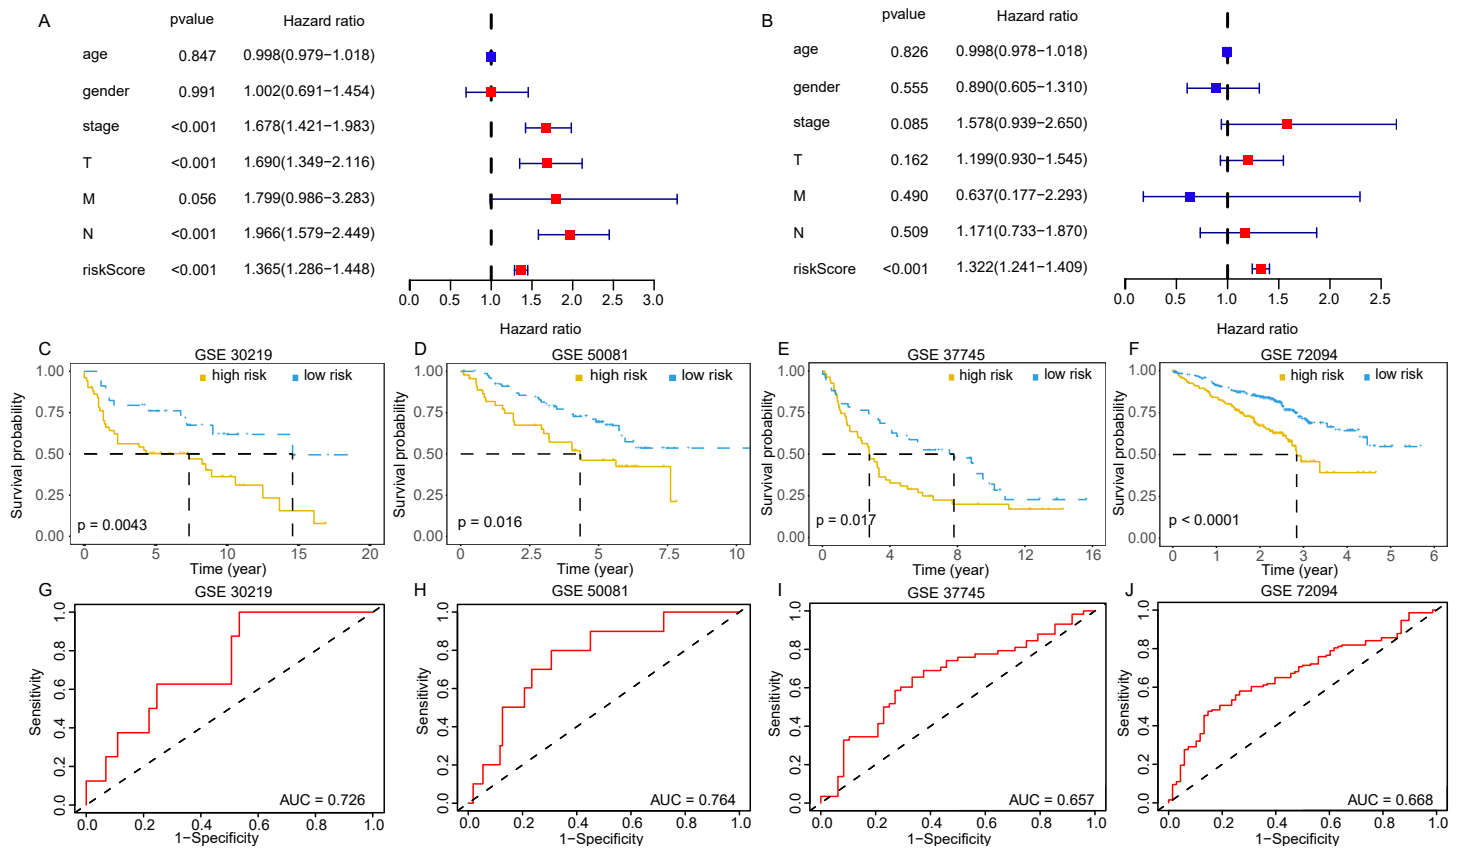 A
pvalue
Hazard ratio
age 0.847 0.998(0.979−1.018)
gender 0.991 1.002(0.691−1.454)
stage <0.001 1.678(1.421−1.983)
T <0.001 1.690(1.349−2.116)
M 0.056 1.799(0.986−3.283)
N <0.001 1.966(1.579−2.449)
riskScore <0.001 1.365(1.286−1.448)
0.0 0.5 1.0 1.5 2.0 2.5 3.0
Hazard ratio
B
pvalue
Hazard ratio
age 0.826 0.998(0.978−1.018)
gender 0.555 0.890(0.605−1.310)
stage 0.085 1.578(0.939−2.650)
T 0.162 1.199(0.930−1.545)
M 0.490 0.637(0.177−2.293)
N 0.509 1.171(0.733−1.870)
riskScore <0.001 1.322(1.241−1.409)
0.0 0.5 1.0 1.5 2.0 2.5
Hazard ratio
C
GSE 30219
high risk low risk
Survival probability
1.00
0.75
0.50
0.25
0.00
p = 0.0043
0 5 10 15 20
Time (year)
D
GSE 50081
high risk low risk
Survival probability
1.00
0.75
0.50
0.25
0.00
p = 0.016
0 2.5 5 7.5 10
Time (year)
E
GSE 37745
high risk low risk
Survival probability
1.00
0.75
0.50
0.25
0.00
p = 0.017
0 4 8 12 16
Time (year)
F
GSE 72094
high risk low risk
Survival probability
1.00
0.75
0.50
0.25
0.00
p < 0.0001
0 1 2 3 4 5 6
Time (year)
G
GSE 30219
Sensitivity
1.0
0.8
0.6
0.4
0.2
0.0
AUC = 0.726
0.0 0.2 0.4 0.6 0.8 1.0
1−Specificity
H
GSE 50081
Sensitivity
1.0
0.8
0.6
0.4
0.2
0.0
AUC = 0.764
0.0 0.2 0.4 0.6 0.8 1.0
1−Specificity
I
GSE 37745
Sensitivity
1.0
0.8
0.6
0.4
0.2
0.0
AUC = 0.657
0.0 0.2 0.4 0.6 0.8 1.0
1−Specificity
J
GSE 72094
Sensitivity
1.0
0.8
0.6
0.4
0.2
0.0
AUC = 0.668
0.0 0.2 0.4 0.6 0.8 1.0
1−Specificity